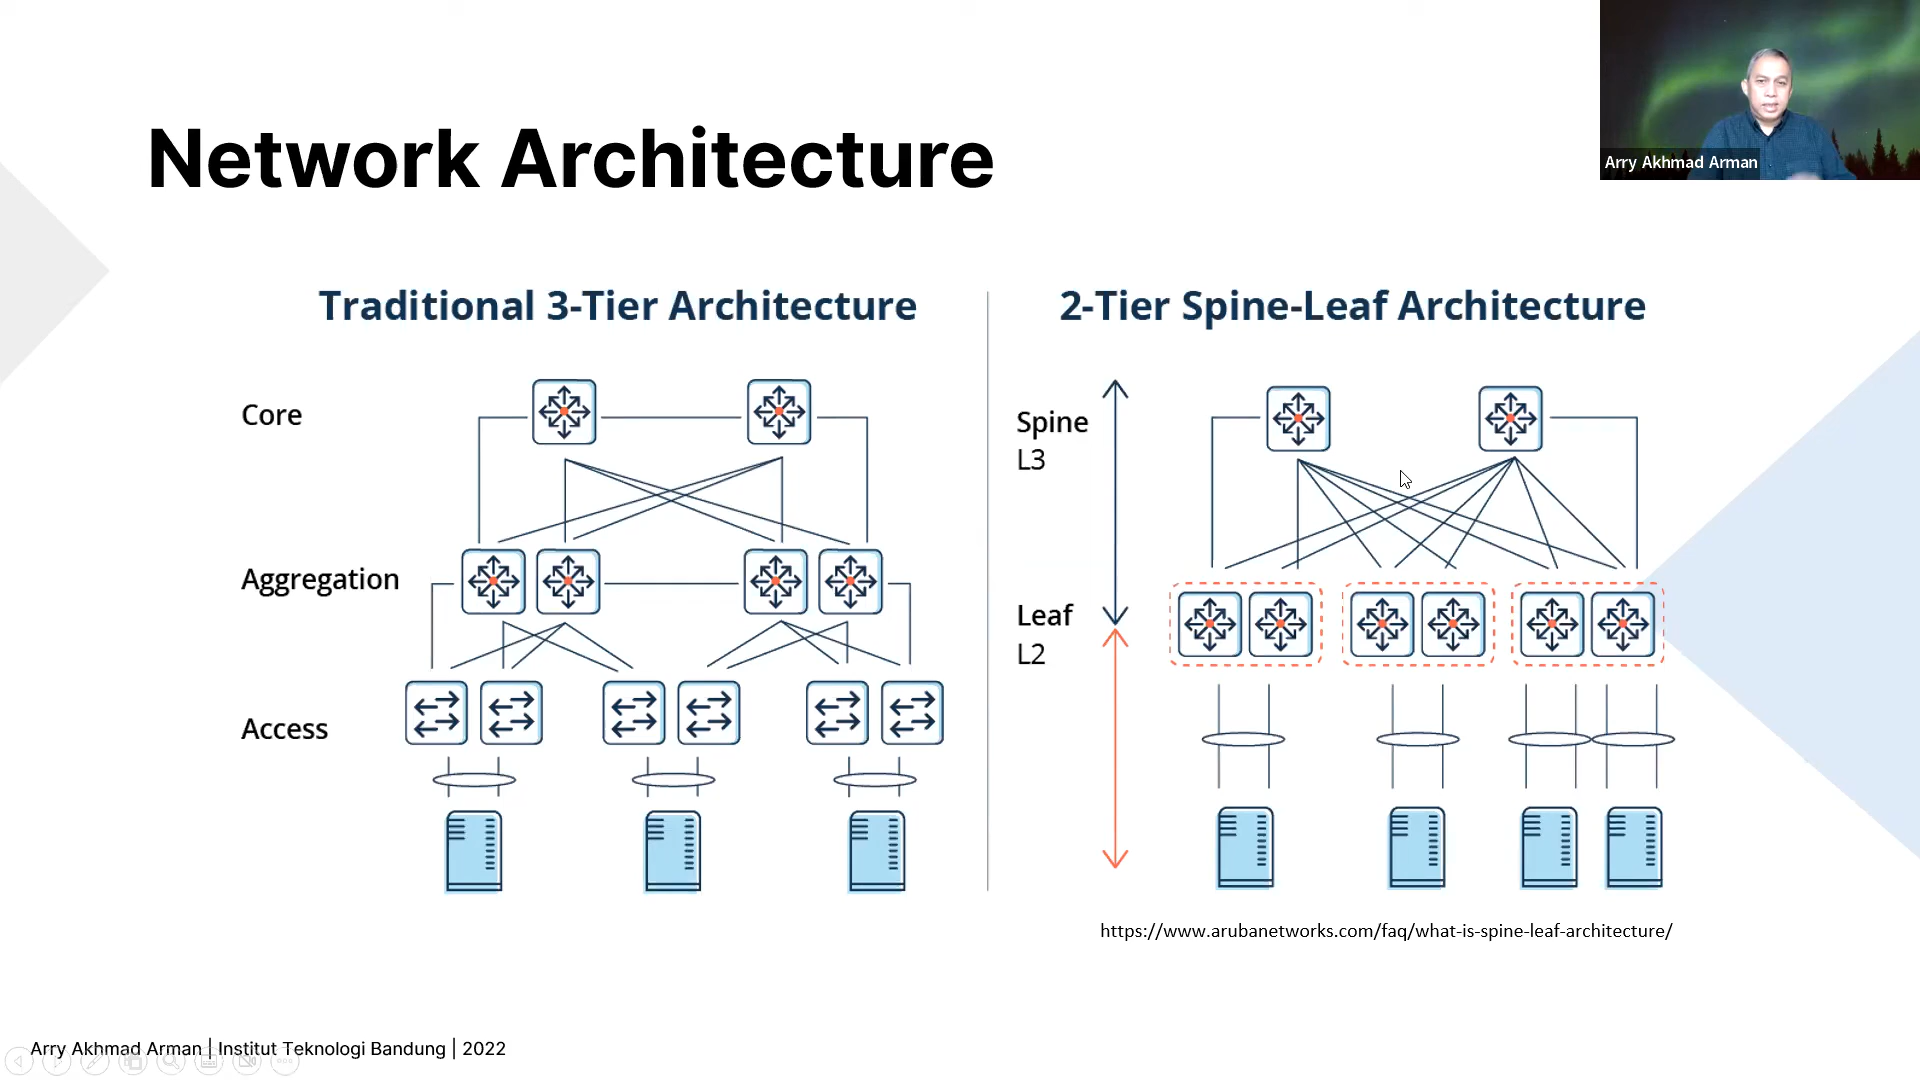 Arry Akhmad Arman
Network Architecture
Traditional 3-Tier Architecture
Core
Aggregation
Access
2-Tier Spine-Leaf Architecture
Spine
L3
Leaf
L2
https://www.arubanetworks.com/faq/what-is-spine-leaf-architecture/
Arry Akhmad Arman | Institut Teknologi Bandung | 2022